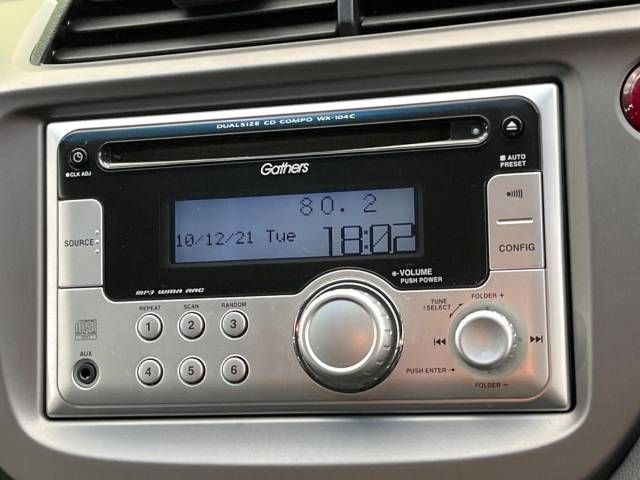 DUALSIZE CD COMPO WX-104C
CLK ADJ
Gathers
AUTO
PRESET
80.2
10/12/21 Tue 18:02
SOURCE
CONFIG
VOLUME
PUSH POWER
MP3 WMA AAC
REPEAT SCAN RANDOM
1 2 3
4 5 6
AUX
TUNE
/SELECT
FOLDER +
PUSH ENTER
FOLDER −